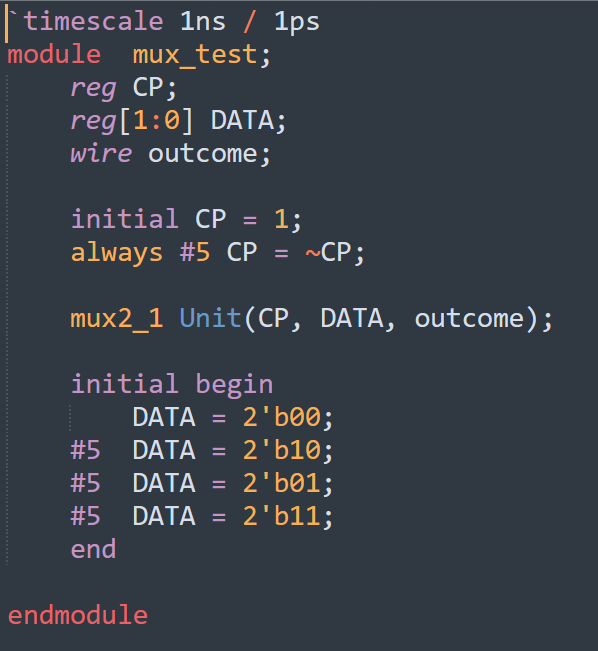 `timescale 1ns / 1ps
module  mux_test;
    reg CP;
    reg[1:0] DATA;
    wire outcome;

    initial CP = 1;
    always #5 CP = ~CP;

    mux2_1 Unit(CP, DATA, outcome);

    initial begin
        DATA = 2'b00;
    #5  DATA = 2'b10;
    #5  DATA = 2'b01;
    #5  DATA = 2'b11;
    end

endmodule